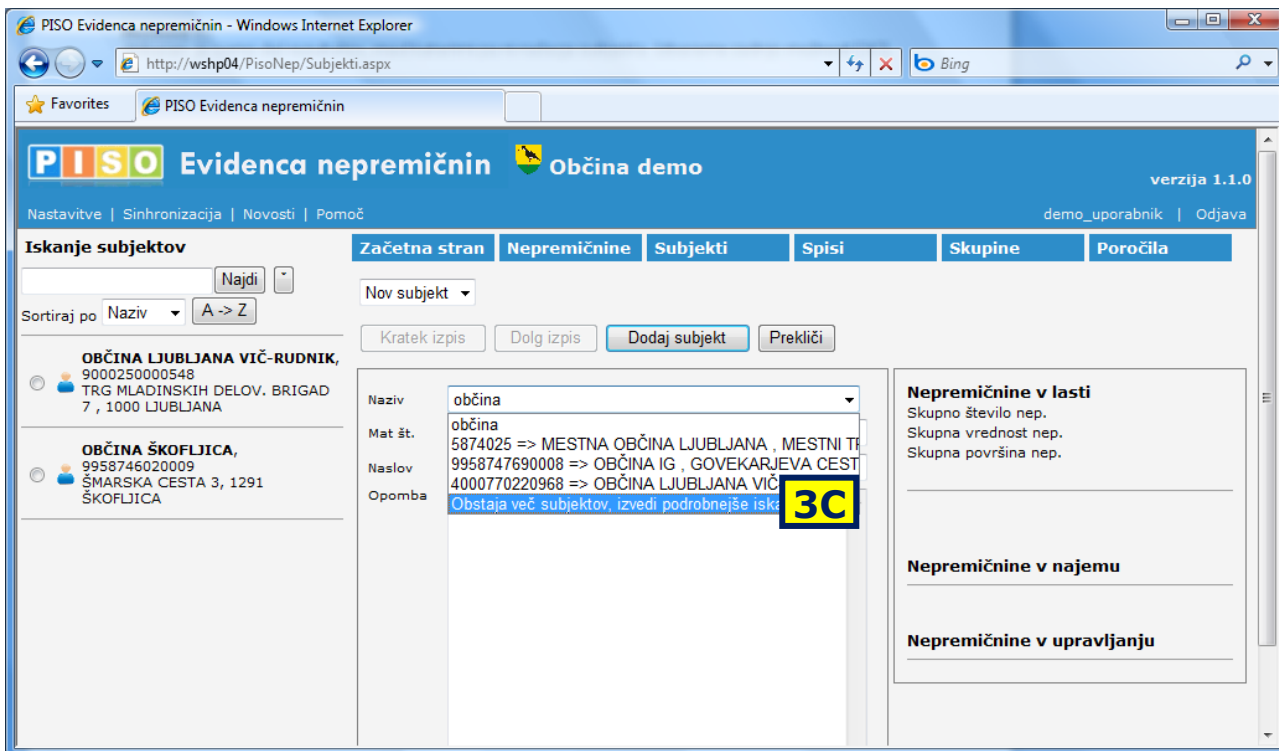 PISO Evidenca nepremičnin - Windows Internet Explorer
http://wshp04/PisoNep/Subjekti.aspx
Bing
Favorites
PISO Evidenca nepremičnin
PISO Evidenca nepremičnin Občina demo
verzija 1.1.0
Nastavitve | Sinhronizacija | Novosti | Pomoč
demo_uporabnik | Odjava
Iskanje subjektov
Najdi
Sortiraj po Naziv A -> Z
OBČINA LJUBLJANA VIČ-RUDNIK,
9000250000548
TRG MLADINSKIH DELOV. BRIGAD
7 , 1000 LJUBLJANA
OBČINA ŠKOFLJICA,
9958746020009
ŠMARSKA CESTA 3, 1291
ŠKOFLJICA
Začetna stran Nepremičnine Subjekti Spisi Skupine Poročila
Nov subjekt
Kratek izpis Dolg izpis Dodaj subjekt Prekliči
Naziv občina
Mat št.
Naslov
Opomba
občina
5874025 => MESTNA OBČINA LJUBLJANA , MESTNI
9958747690008 => OBČINA IG , GOVEKARJEVA CEST
4000770220968 => OBČINA LJUBLJANA VIČ
Obstaja več subjektov, izvedi podrobnejše iska
3C
Nepremičnine v lasti
Skupno število nep.
Skupna vrednost nep.
Skupna površina nep.
Nepremičnine v najemu
Nepremičnine v upravljanju